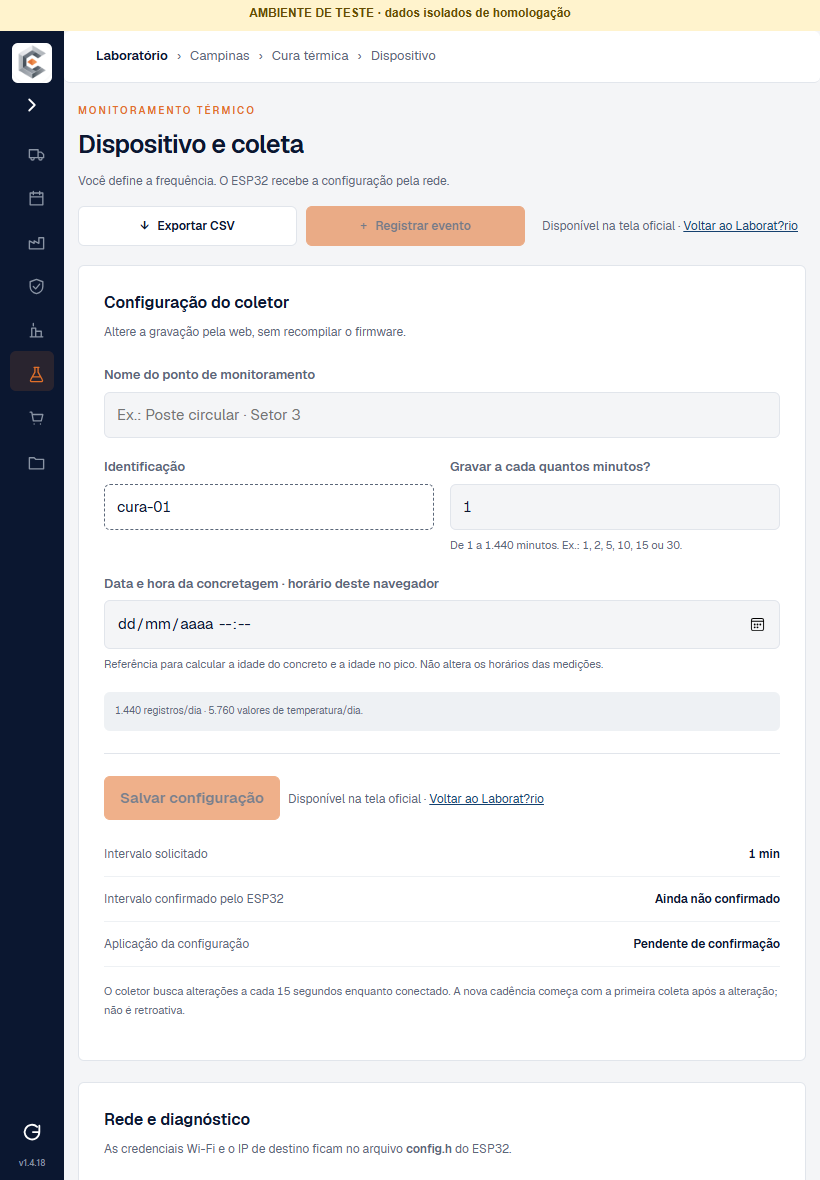 AMBIENTE DE TESTE · dados isolados de homologação
Laboratório › Campinas › Cura térmica › Dispositivo
MONITORAMENTO TÉRMICO
Dispositivo e coleta
Você define a frequência. O ESP32 recebe a configuração pela rede.
↓ Exportar CSV
+ Registrar evento
Disponível na tela oficial · Voltar ao Laborat?rio
Configuração do coletor
Altere a gravação pela web, sem recompilar o firmware.
Nome do ponto de monitoramento
Ex.: Poste circular · Setor 3
Identificação
cura-01
Gravar a cada quantos minutos?
1
De 1 a 1.440 minutos. Ex.: 1, 2, 5, 10, 15 ou 30.
Data e hora da concretagem · horário deste navegador
dd/mm/aaaa --:--
Referência para calcular a idade do concreto e a idade no pico. Não altera os horários das medições.
1.440 registros/dia · 5.760 valores de temperatura/dia.
Salvar configuração
Disponível na tela oficial · Voltar ao Laborat?rio
Intervalo solicitado 1 min
Intervalo confirmado pelo ESP32 Ainda não confirmado
Aplicação da configuração Pendente de confirmação
O coletor busca alterações a cada 15 segundos enquanto conectado. A nova cadência começa com a primeira coleta após a alteração;
não é retroativa.
Rede e diagnóstico
As credenciais Wi-Fi e o IP de destino ficam no arquivo config.h do ESP32.
v1.4.18